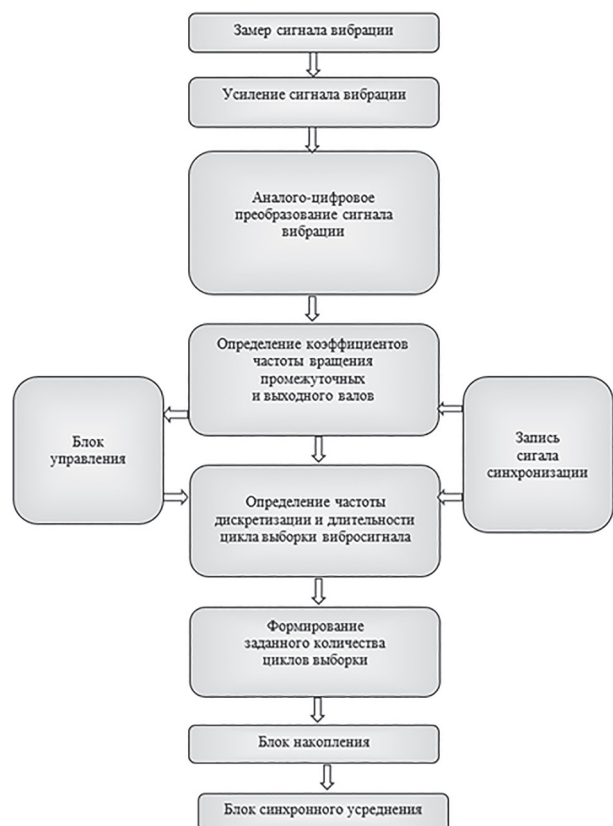 Замер сигнала вибрации
Усиление сигнала вибрации
Аналого-цифровое
преобразование сигнала
вибрации
Определение коэффициентов
частоты вращения
промежуточных
и выходного валов
Блок
управления
Запись
сигала
синхронизации
Определение частоты
дискретизации и длительности
цикла выборки вибросигнала
Формирование
заданного количества
циклов выборки
Блок накопления
Блок синхронного усреднения